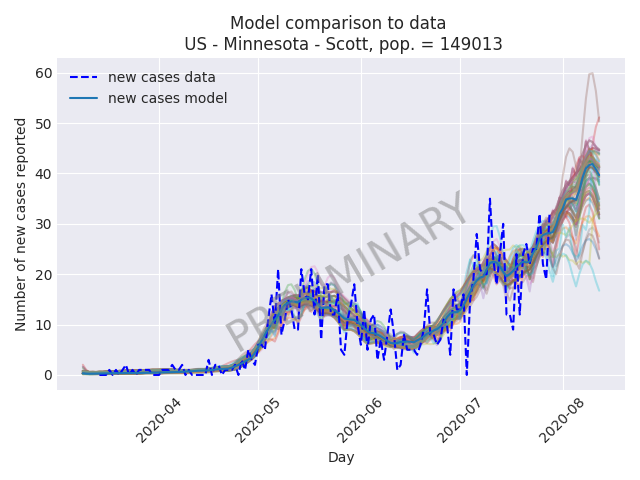 Model comparison to data
US - Minnesota - Scott, pop. = 149013
new cases data
new cases model
PRELIMINARY
Number of new cases reported
60
50
40
30
20
10
0
2020-04
2020-05
2020-06
2020-07
2020-08
Day